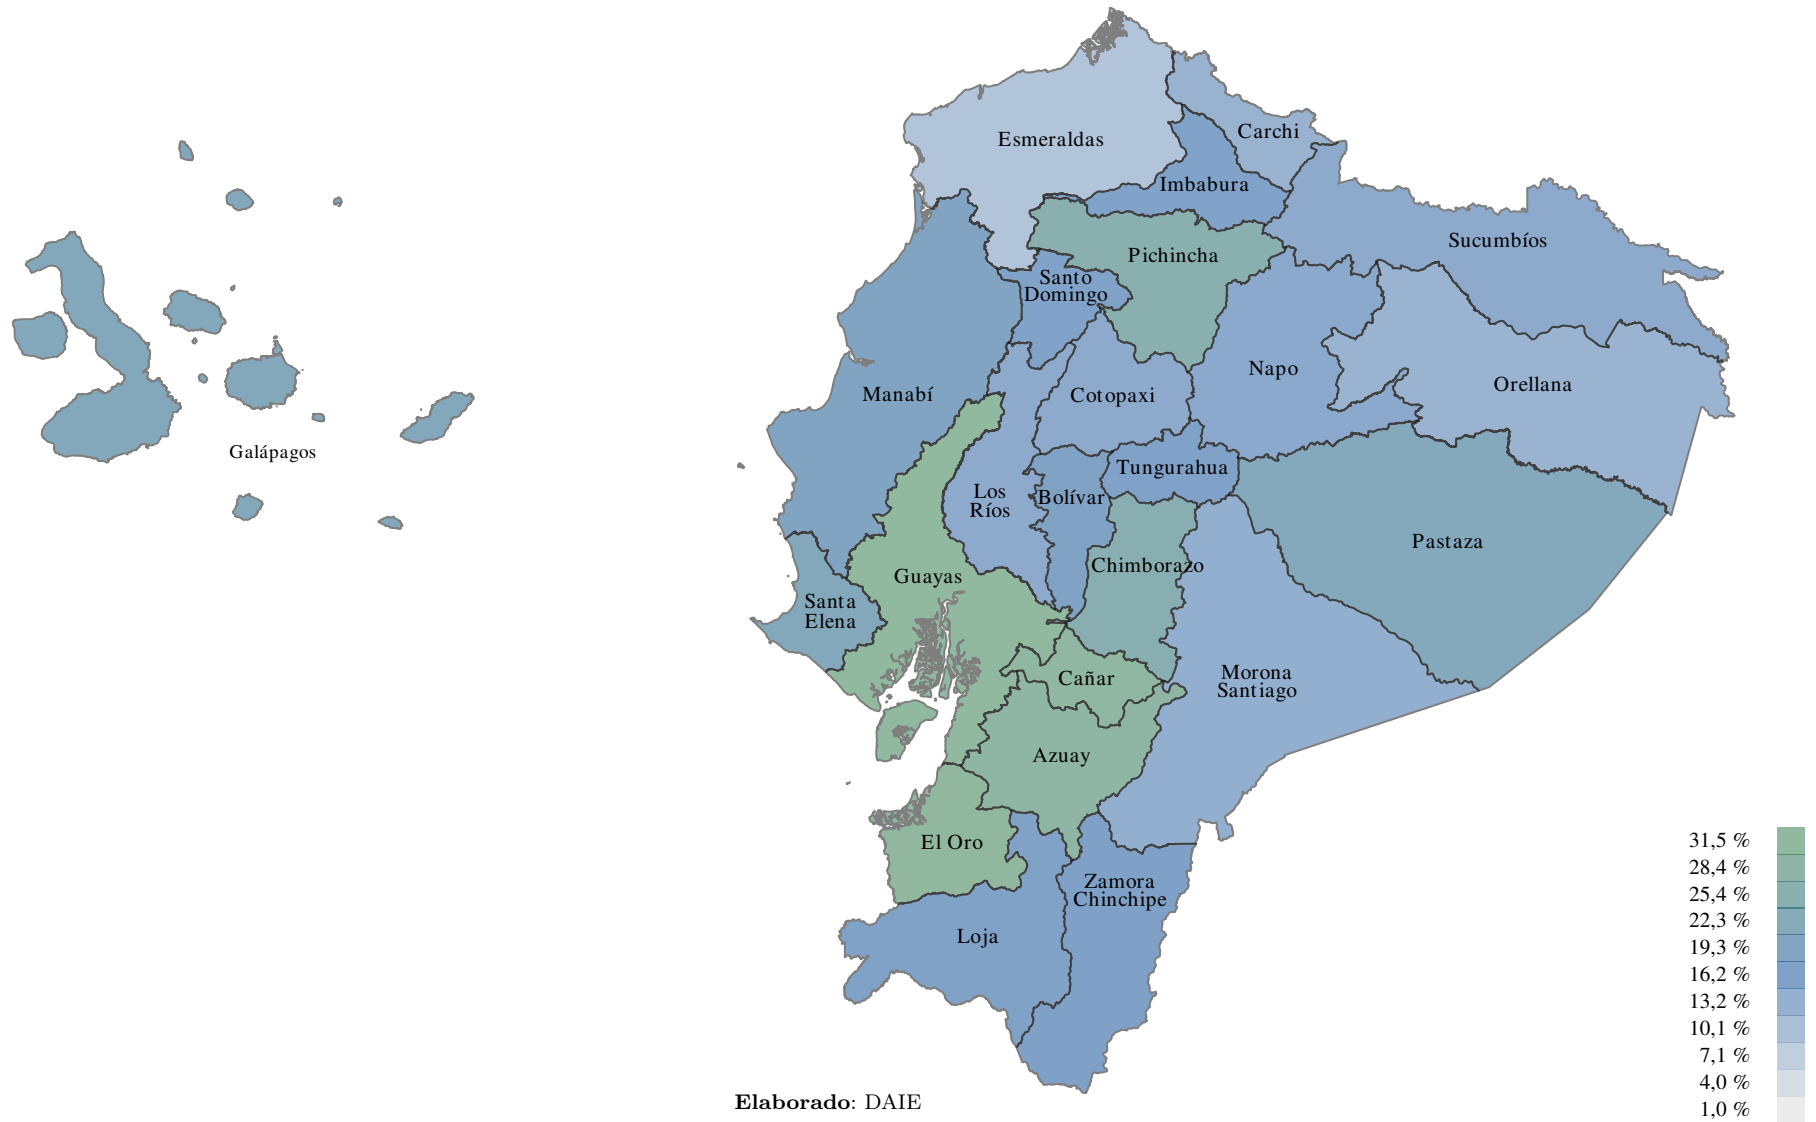 Esmeraldas
Carchi
Imbabura
Sucumbíos
Pichincha
Santo
Domingo
Manabí
Cotopaxi
Napo
Orellana
Galápagos
Tungurahua
Los
Ríos
Bolívar
Pastaza
Chimborazo
Guayas
Santa
Elena
Cañar
Morona
Santiago
Azuay
El Oro
Zamora
Chinchipe
Loja
31,5 %
28,4 %
25,4 %
22,3 %
19,3 %
16,2 %
13,2 %
10,1 %
7,1 %
4,0 %
1,0 %
Elaborado: DAIE